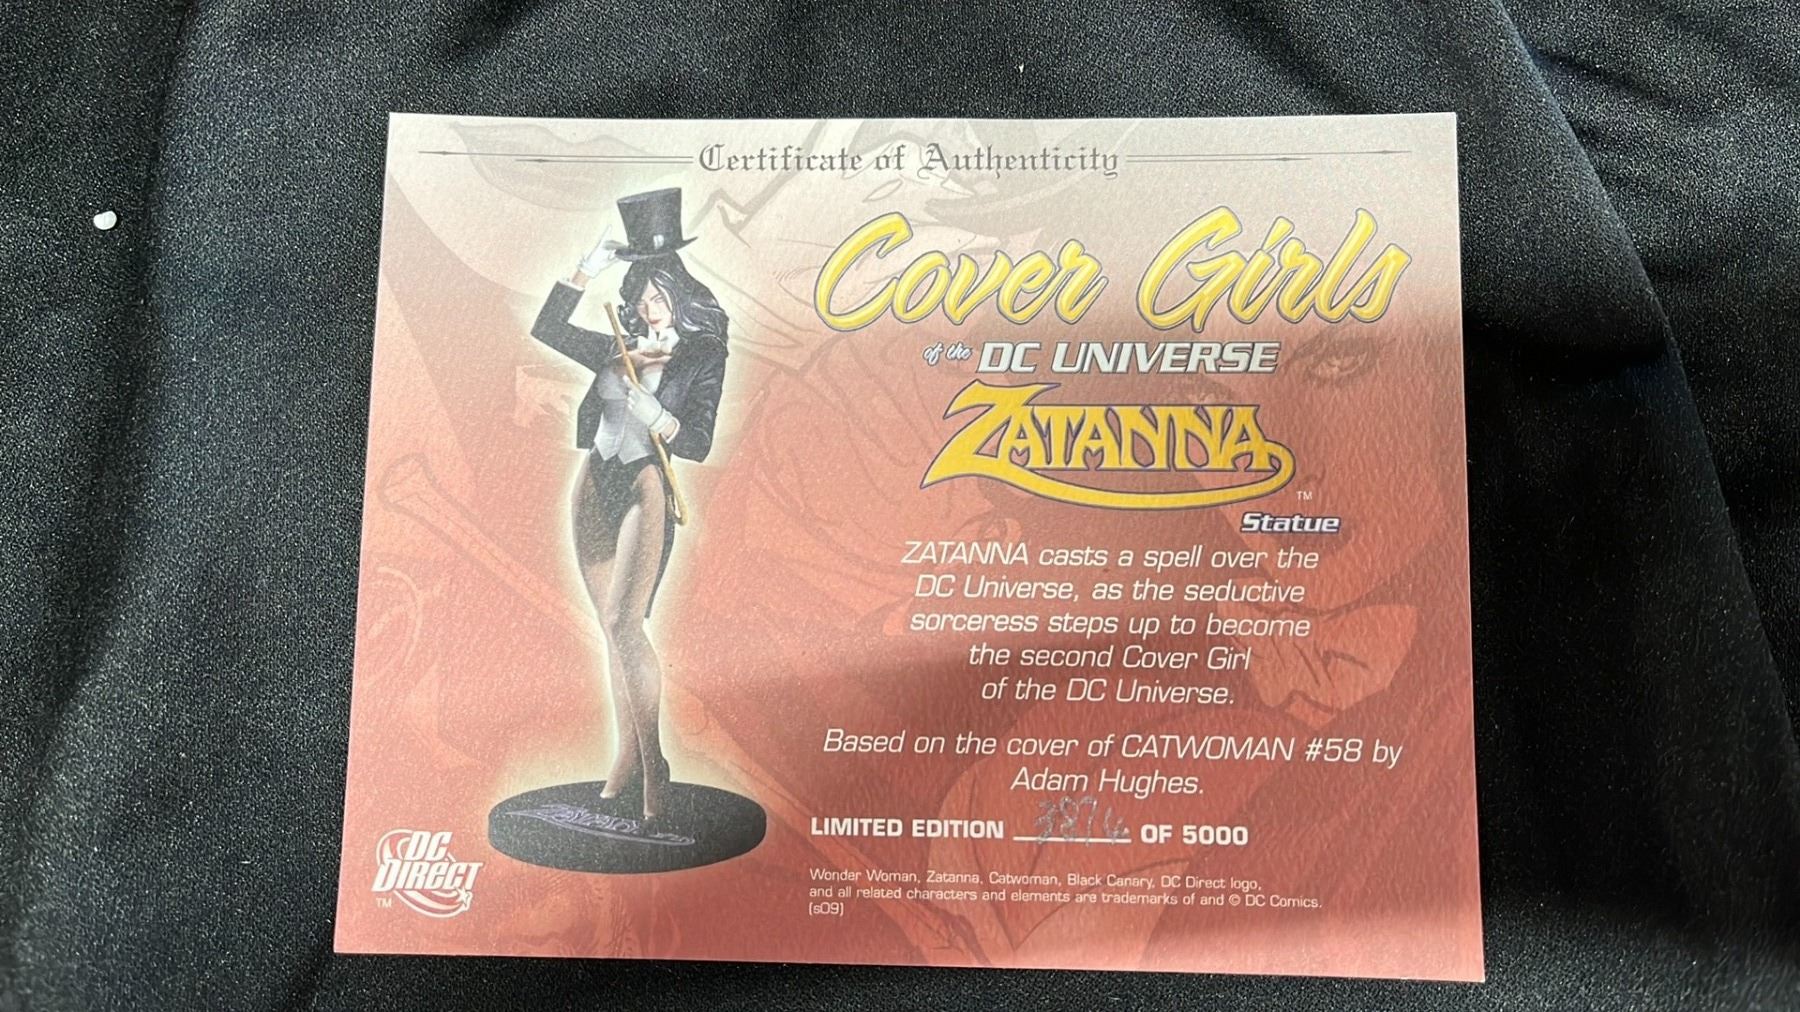 Certificate of Authenticity
Cover Girls
of the DC UNIVERSE
ZATANNA
TM
Statue
ZATANNA casts a spell over the
DC Universe, as the seductive
sorceress steps up to become
the second Cover Girl
of the DC Universe.
Based on the cover of CATWOMAN #58 by
Adam Hughes.
LIMITED EDITION 3874 OF 5000
Wonder Woman, Zatanna, Catwoman, Black Canary, DC Direct logo,
and all related characters and elements are trademarks of and © DC Comics.
(s09)
DC
DIRECT
TM
ZATANNA